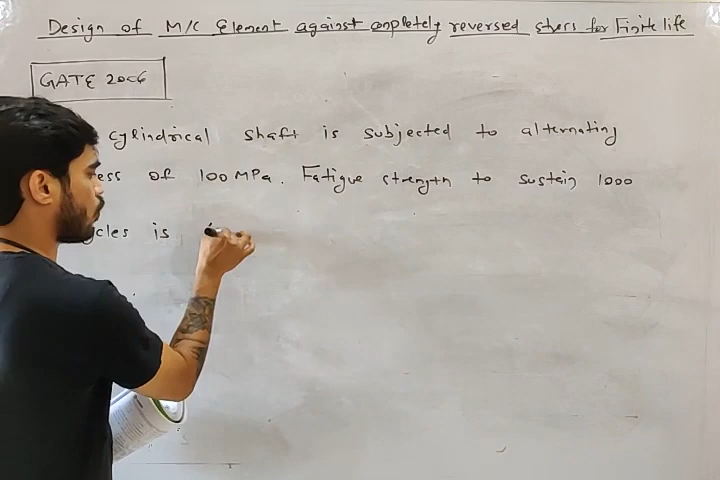 Design of M/C Element against completely reversed stress for Finite life
GATE 2006
cylindrical shaft is subjected to alternating
ess of 100 MPa. Fatigue strength to sustain 1000
cles is